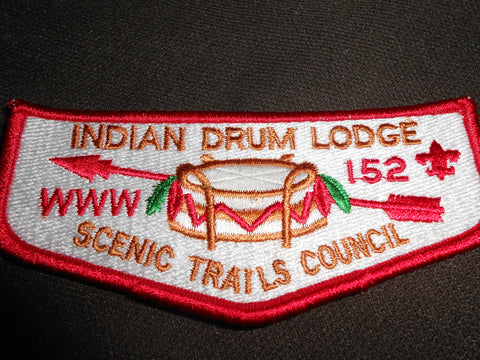 INDIAN DRUM LODGE
WWW 152
SCENIC TRAILS COUNCIL